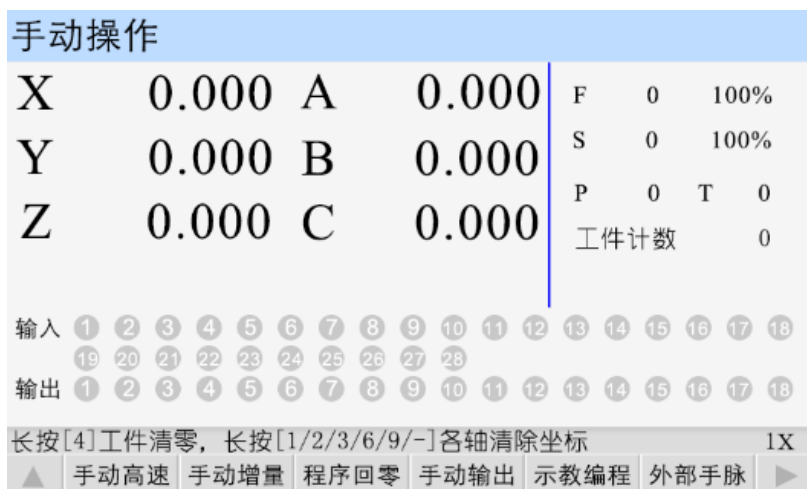 手动操作
X 0.000 A 0.000 F 0 100%
Y 0.000 B 0.000 S 0 100%
Z 0.000 C 0.000 P 0 T 0
工件计数 0
输入 1 2 3 4 5 6 7 8 9 10 11 12 13 14 15 16 17 18
19 20 21 22 23 24 25 26 27 28
输出 1 2 3 4 5 6 7 8 9 10 11 12 13 14 15 16 17 18
长按[4]工件清零, 长按[1/2/3/6/9/-]各轴清除坐标 1X
手动高速 手动增量 程序回零 手动输出 示教编程 外部手脉